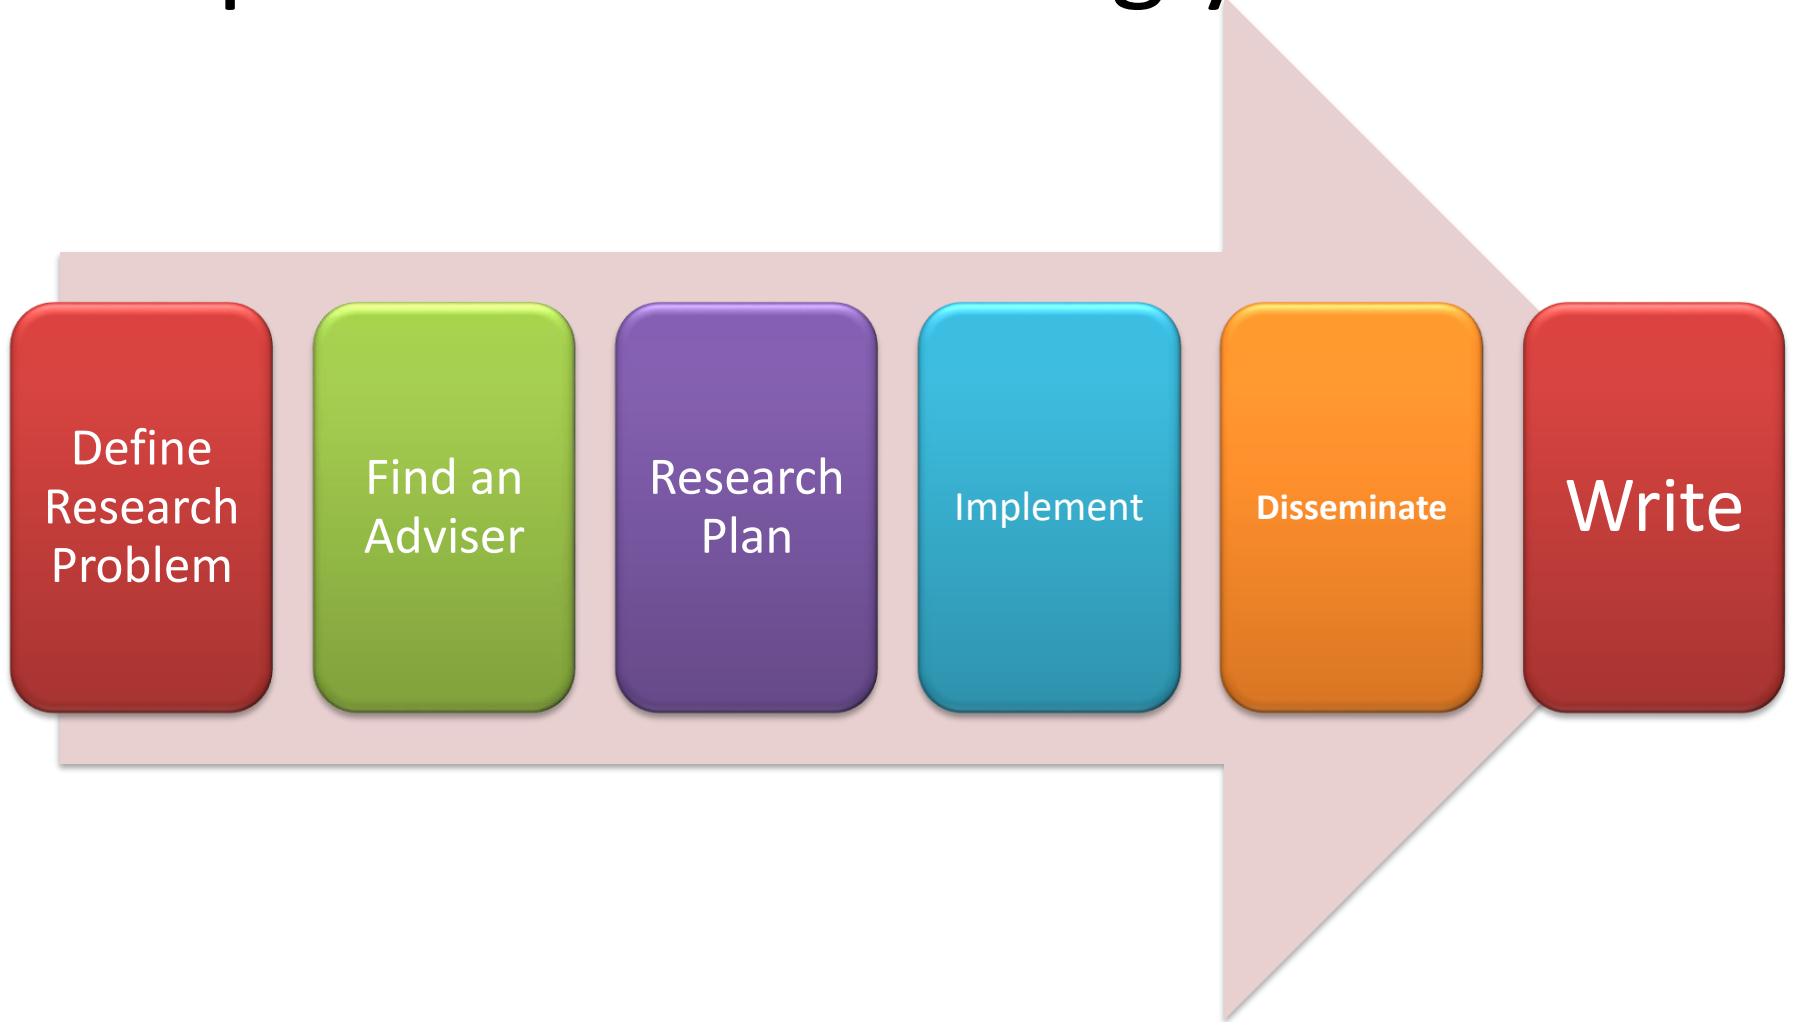 Define
Research
Problem
Find an
Adviser
Research
Plan
Implement
Disseminate
Write